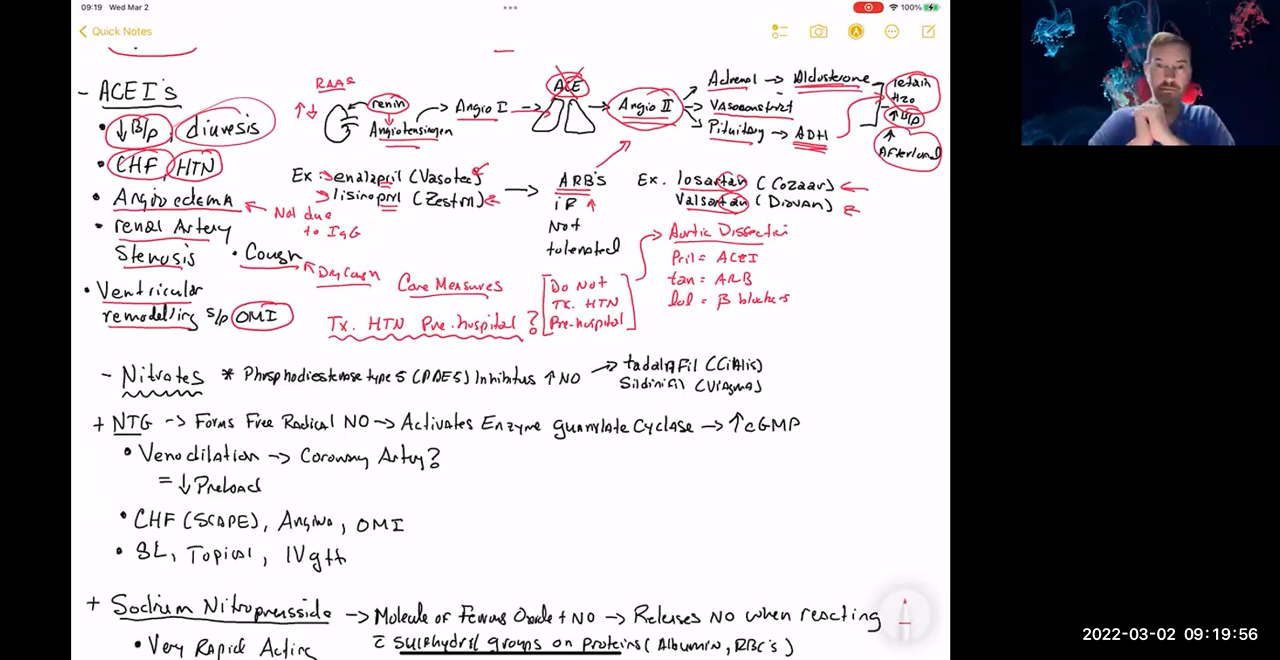 09:19 Wed Mar 2
100%
Quick Notes
- ACEI's
• ↓ B/p, diuresis
• CHF, HTN
• Angioedema
Not due
to IgG
• renal Artery
Stenosis
• Cough
Dry Cough
• Ventricular
remodelling s/p OMI
RAAS
↑↓
renin
Angiotensinogen
→ Angio I → ACE → Angio II
Adrenal → Aldosterone
Vasoconstrict
Pituitary → ADH
retain
H2O
↑ B/p
↑
Afterload
Ex: enalapril (Vasotec)
lisinopril (Zestril)
→ ARB's
if
Not
tolerated
Ex. losartan (Cozaar)
Valsartan (Diovan)
Aortic Dissection
Pril = ACEI
tan = ARB
lol = β blockers
Core Measures
Tx. HTN Pre-hospital?
Do Not
Tx. HTN
Pre-hospital
- Nitrates * Phosphodiesterase type 5 (PDE5) Inhibitors ↑ NO
→ tadalafil (Cialis)
Sildinifil (Viagra)
+ NTG → Forms Free Radical NO → Activates Enzyme guanylate Cyclase → ↑cGMP
• Venodilation → Coronary Artery?
= ↓ Preload
• CHF (SCAPE), Angina, OMI
• SL, Topical, IV gtt
+ Sodium Nitroprusside → Molecule of Ferrous Oxide + NO → Releases NO when reacting
c̄ sulfhydril groups on proteins (Albumin, RBC's)
• Very Rapid Acting
2022-03-02 09:19:56